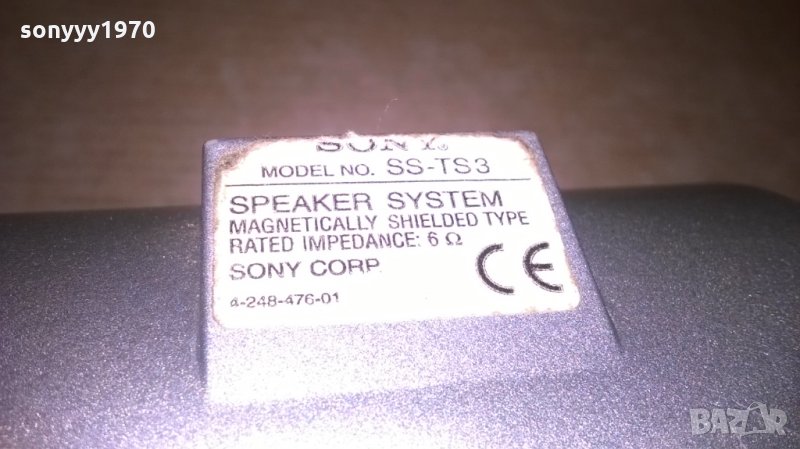 sonyyy1970
SONY®
MODEL NO. SS-TS3
SPEAKER SYSTEM
MAGNETICALLY SHIELDED TYPE
RATED IMPEDANCE: 6 Ω
SONY CORP.
CE
4-248-476-01
BAZAR